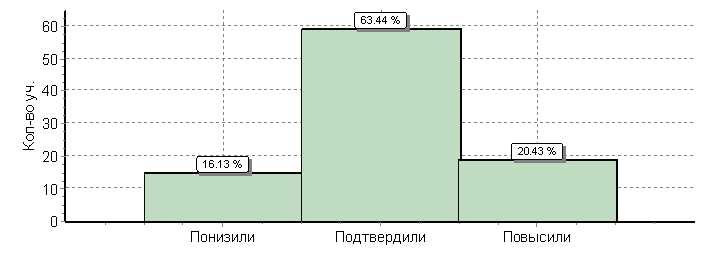 Кол-во уч.
60
50
40
30
20
10
0
16.13 %
63.44 %
20.43 %
Понизили
Подтвердили
Повысили